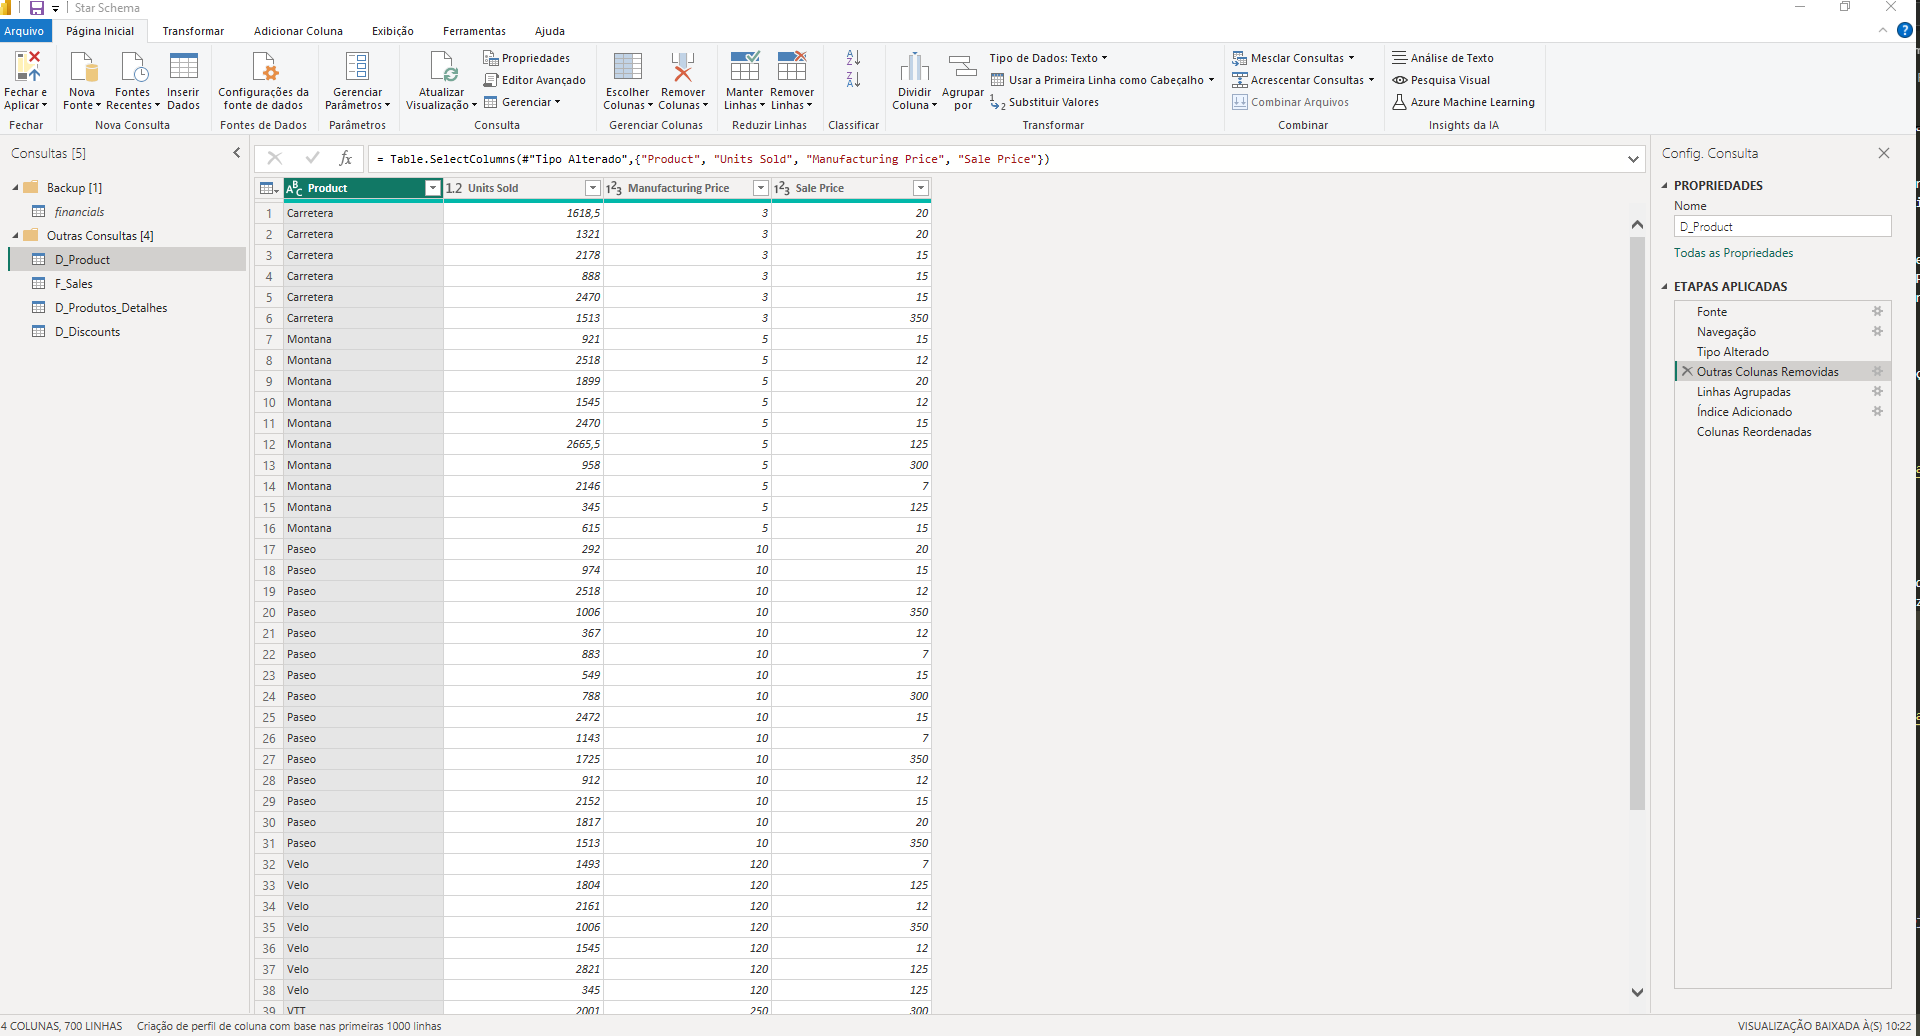 Star Schema
Arquivo Página Inicial Transformar Adicionar Coluna Exibição Ferramentas Ajuda
Fechar e Aplicar
Fechar
Nova Fonte
Fontes Recentes
Inserir Dados
Nova Consulta
Configurações da fonte de dados
Fontes de Dados
Gerenciar Parâmetros
Parâmetros
Atualizar Visualização
Propriedades
Editor Avançado
Gerenciar
Consulta
Escolher Colunas
Remover Colunas
Gerenciar Colunas
Manter Linhas
Remover Linhas
Reduzir Linhas
Classificar
Dividir Coluna
Agrupar por
Tipo de Dados: Texto
Usar a Primeira Linha como Cabeçalho
Substituir Valores
Transformar
Mesclar Consultas
Acrescentar Consultas
Combinar Arquivos
Combinar
Análise de Texto
Pesquisa Visual
Azure Machine Learning
Insights da IA
Consultas [5]
Backup [1]
financials
Outras Consultas [4]
D_Product
F_Sales
D_Produtos_Detalhes
D_Discounts
= Table.SelectColumns(#"Tipo Alterado",{"Product", "Units Sold", "Manufacturing Price", "Sale Price"})
Product 1.2 Units Sold 123 Manufacturing Price 123 Sale Price
1 Carretera 1618,5 3 20
2 Carretera 1321 3 20
3 Carretera 2178 3 15
4 Carretera 888 3 15
5 Carretera 2470 3 15
6 Carretera 1513 3 350
7 Montana 921 5 15
8 Montana 2518 5 12
9 Montana 1899 5 20
10 Montana 1545 5 12
11 Montana 2470 5 15
12 Montana 2665,5 5 125
13 Montana 958 5 300
14 Montana 2146 5 7
15 Montana 345 5 125
16 Montana 615 5 15
17 Paseo 292 10 20
18 Paseo 974 10 15
19 Paseo 2518 10 12
20 Paseo 1006 10 350
21 Paseo 367 10 12
22 Paseo 883 10 7
23 Paseo 549 10 15
24 Paseo 788 10 300
25 Paseo 2472 10 15
26 Paseo 1143 10 7
27 Paseo 1725 10 350
28 Paseo 912 10 12
29 Paseo 2152 10 15
30 Paseo 1817 10 20
31 Paseo 1513 10 350
32 Velo 1493 120 7
33 Velo 1804 120 125
34 Velo 2161 120 12
35 Velo 1006 120 350
36 Velo 1545 120 12
37 Velo 2821 120 125
38 Velo 345 120 125
39 VTT 2001 250 300
Config. Consulta
PROPRIEDADES
Nome
D_Product
Todas as Propriedades
ETAPAS APLICADAS
Fonte
Navegação
Tipo Alterado
Outras Colunas Removidas
Linhas Agrupadas
Índice Adicionado
Colunas Reordenadas
4 COLUNAS, 700 LINHAS Criação de perfil de coluna com base nas primeiras 1000 linhas
VISUALIZAÇÃO BAIXADA À(S) 10:22